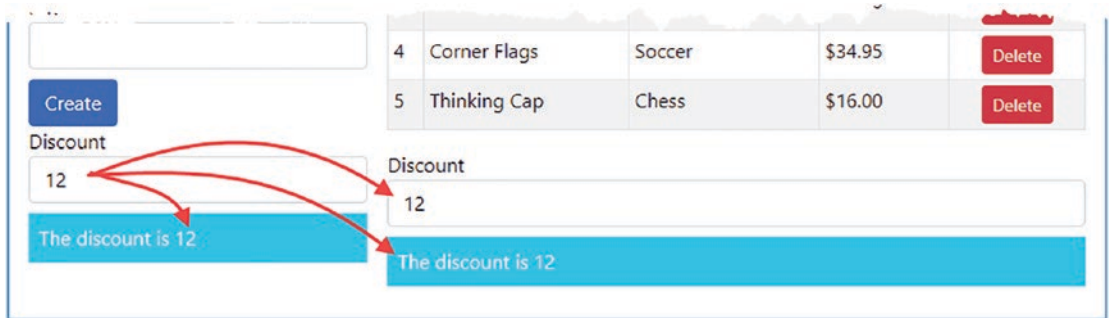 4 Corner Flags Soccer $34.95 Delete
5 Thinking Cap Chess $16.00 Delete
Create
Discount
12
The discount is 12
Discount
12
The discount is 12